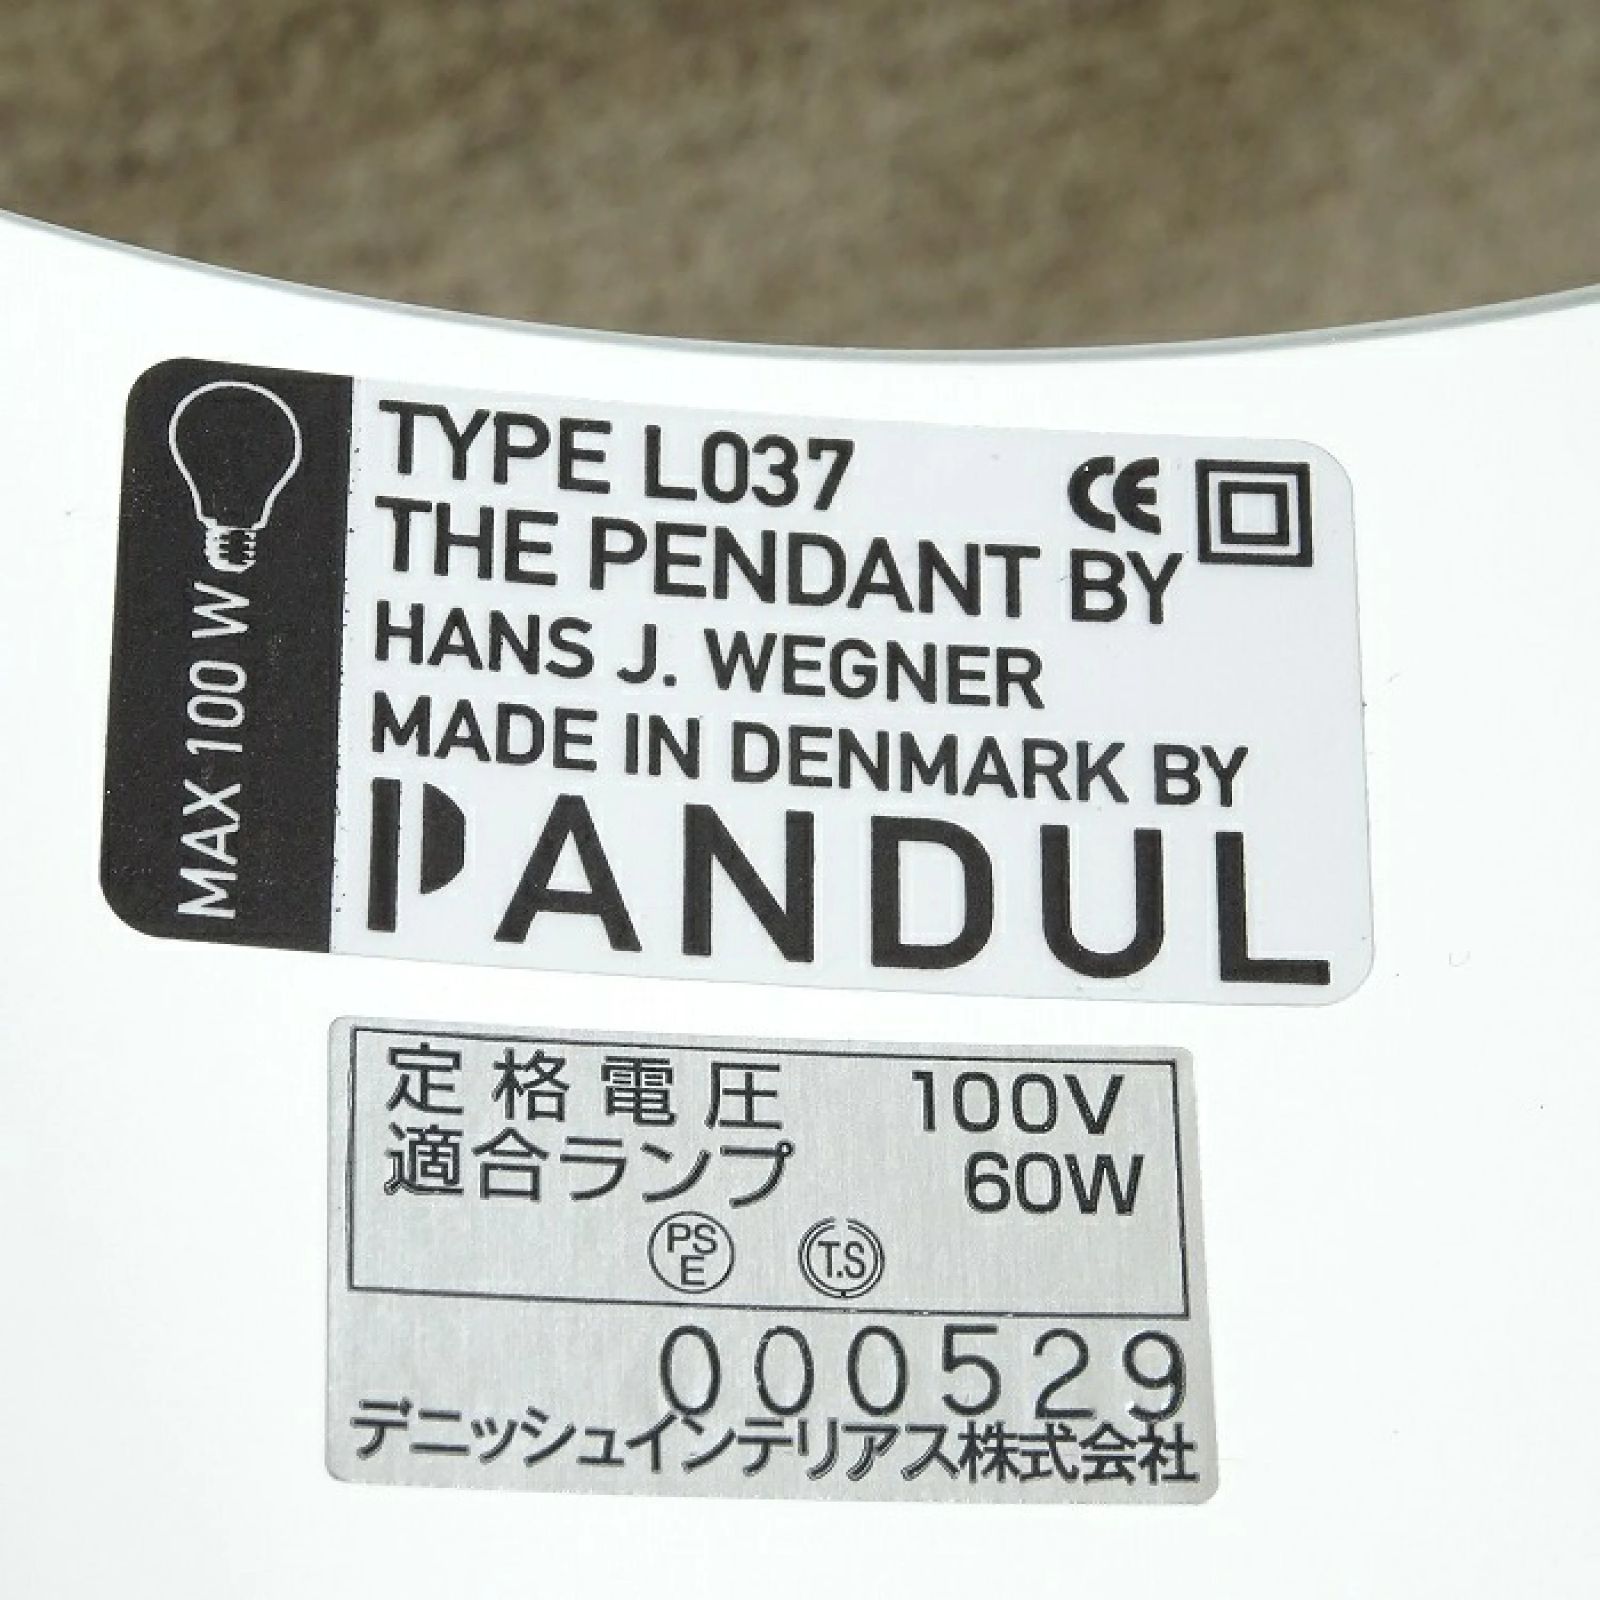 MAX 100 W
TYPE L037
CE
THE PENDANT BY
HANS J. WEGNER
MADE IN DENMARK BY
PANDUL
定格電圧 100V
適合ランプ 60W
PSE T.S
000529
デニッシュインテリアス株式会社